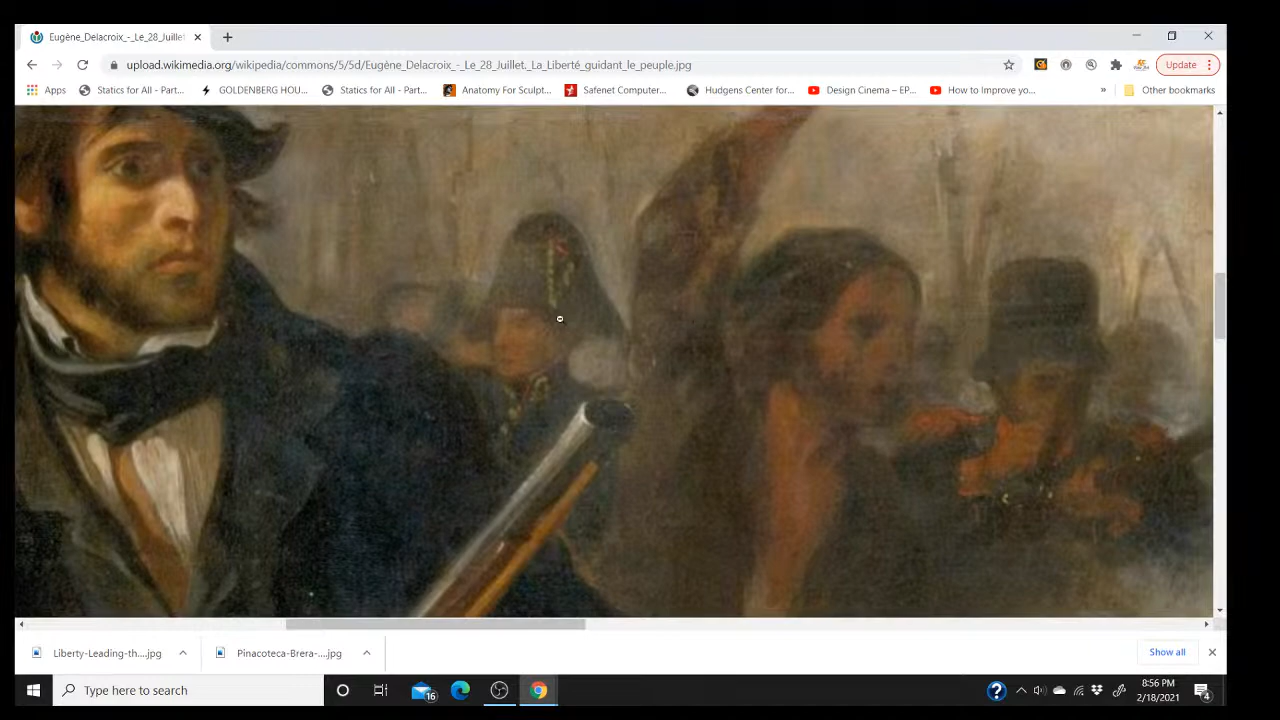 Eugène_Delacroix_-_Le_28_Juillet
upload.wikimedia.org/wikipedia/commons/5/5d/Eugène_Delacroix_-_Le_28_Juillet._La_Liberté_guidant_le_peuple.jpg
Update
Apps
Statics for All - Part...
GOLDENBERG HOU...
Statics for All - Part...
Anatomy For Sculpt...
Safenet Computer...
Hudgens Center for...
Design Cinema – EP...
How to Improve yo...
»
Other bookmarks
Liberty-Leading-th....jpg
Pinacoteca-Brera-....jpg
Show all
Type here to search
16
8:56 PM
2/18/2021
4